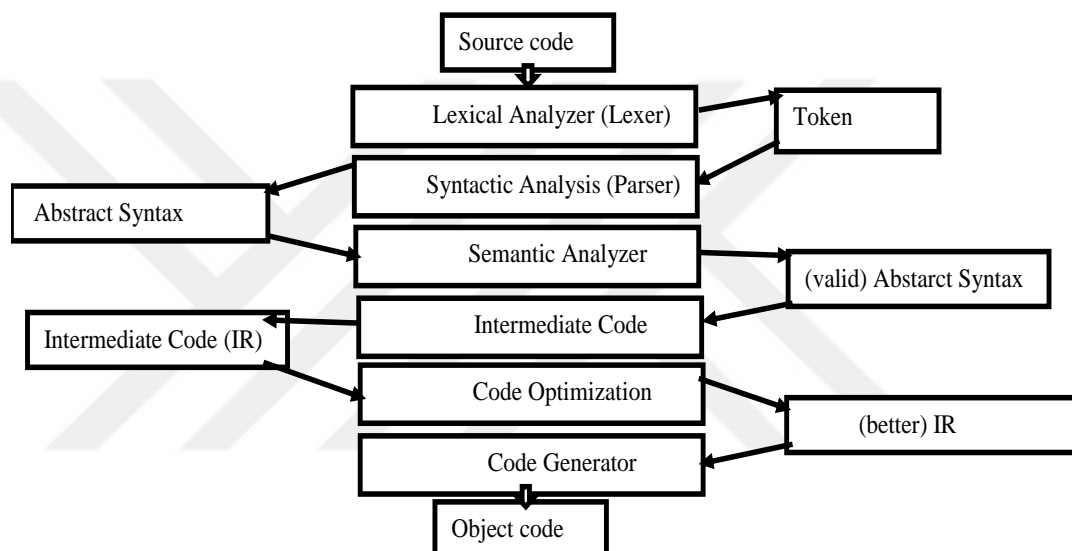 Source code
Lexical Analyzer (Lexer)
Token
Syntactic Analysis (Parser)
Abstract Syntax
Semantic Analyzer
(valid) Abstarct Syntax
Intermediate Code
Intermediate Code (IR)
Code Optimization
(better) IR
Code Generator
Object code